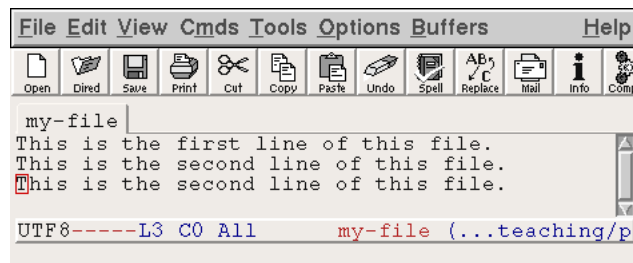 File Edit View Cmds Tools Options Buffers Help
Open Dired Save Print Cut Copy Paste Undo Spell Replace Mail Info
my-file
This is the first line of this file.
This is the second line of this file.
This is the second line of this file.
UTF8-----L3 C0 All my-file (...teaching/p